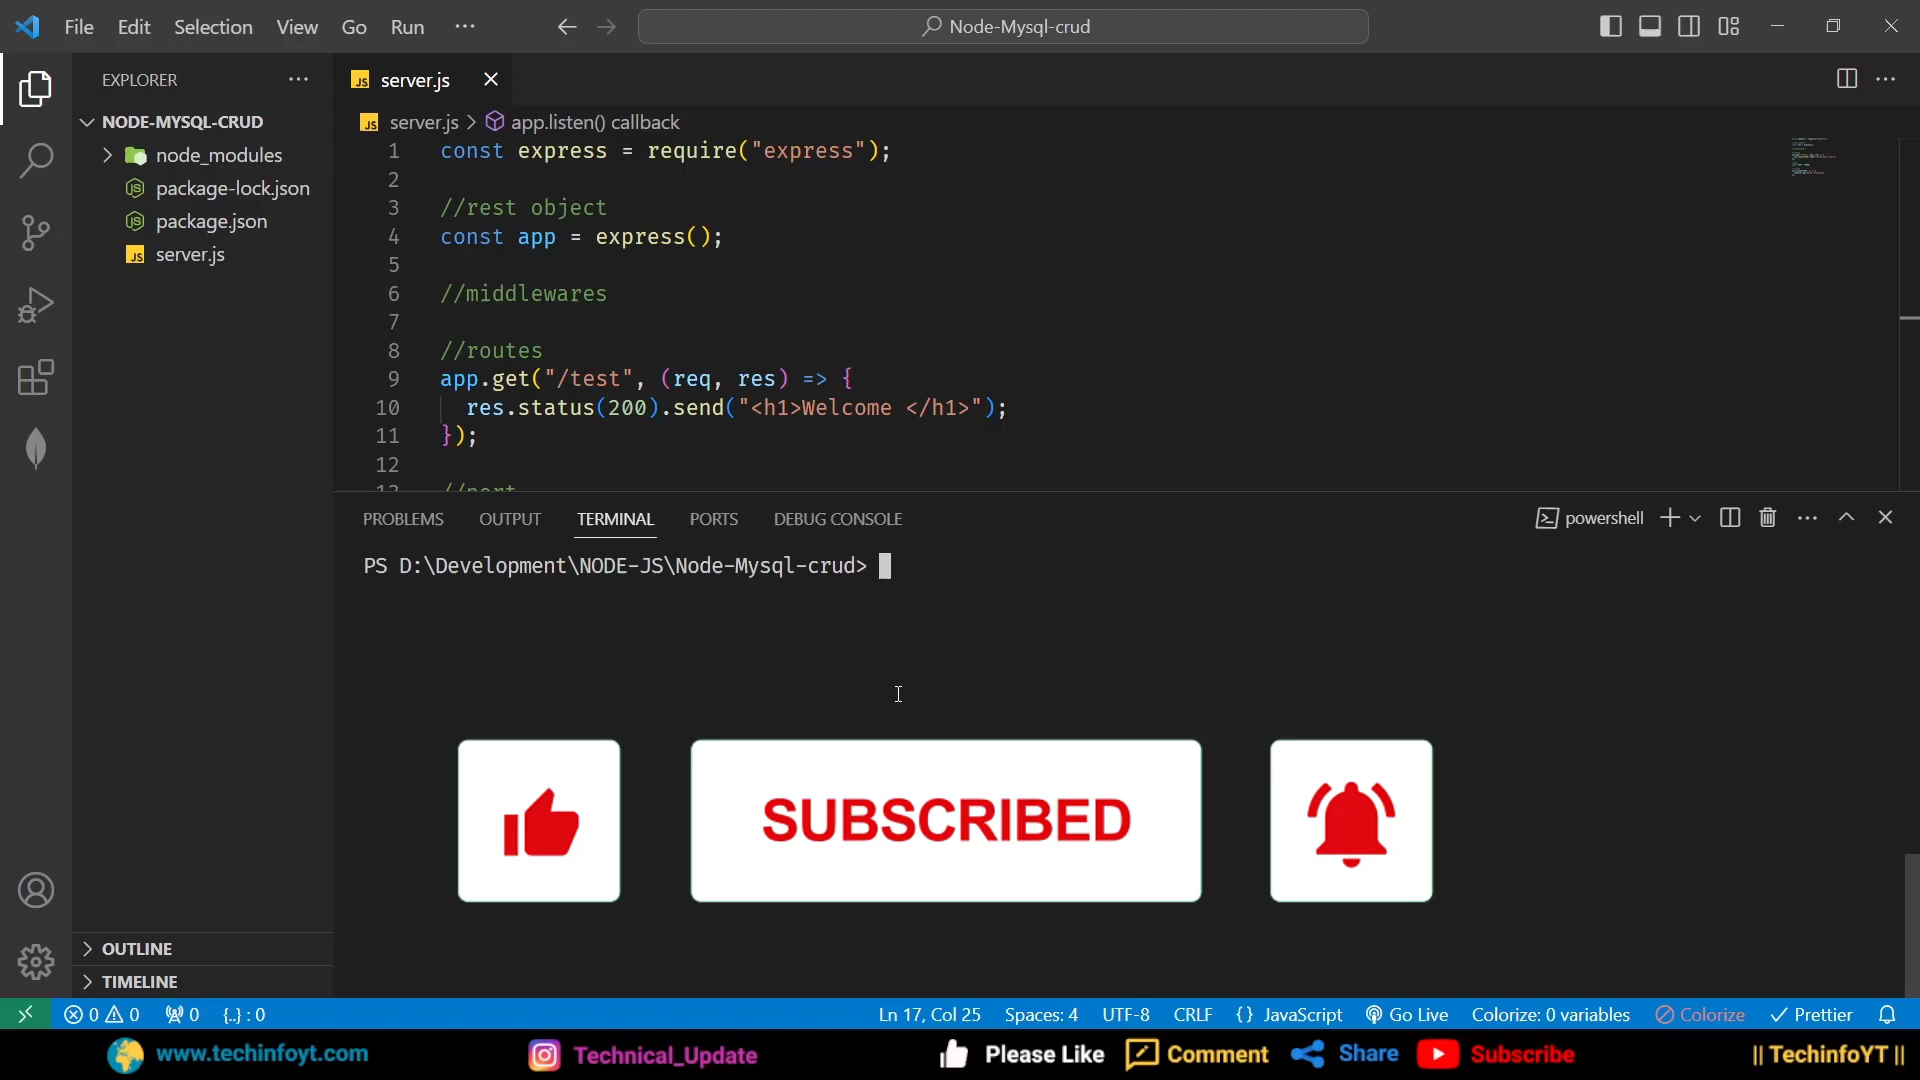 File Edit Selection View Go Run ···
Node-Mysql-crud
EXPLORER ···
NODE-MYSQL-CRUD
node_modules
package-lock.json
package.json
JS server.js
JS server.js
JS server.js > app.listen() callback
1 const express = require("express");
2
3 //rest object
4 const app = express();
5
6 //middlewares
7
8 //routes
9 app.get("/test", (req, res) => {
10 res.status(200).send("<h1>Welcome </h1>");
11 });
12
13 //port
PROBLEMS OUTPUT TERMINAL PORTS DEBUG CONSOLE
powershell
PS D:\Development\NODE-JS\Node-Mysql-crud>
SUBSCRIBED
OUTLINE
TIMELINE
0 0 0 {..} : 0
Ln 17, Col 25 Spaces: 4 UTF-8 CRLF {} JavaScript Go Live Colorize: 0 variables Colorize Prettier
www.techinfoyt.com Technical_Update Please Like Comment Share Subscribe || TechinfoYT ||